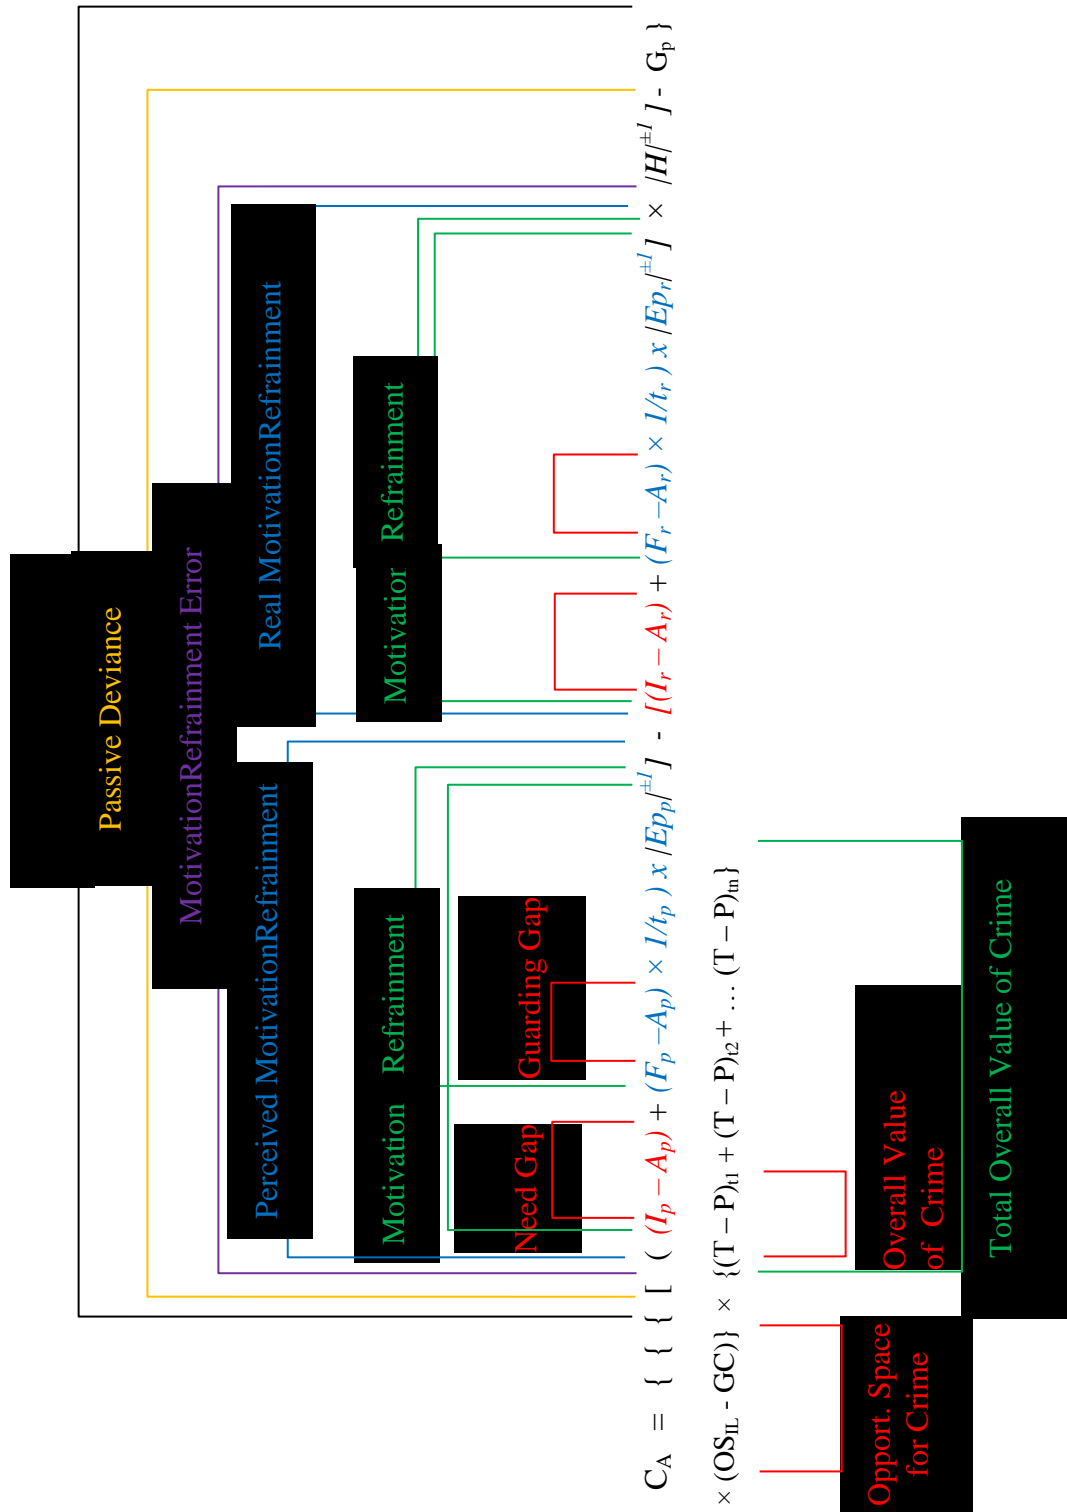 Passive Deviance
MotivationRefrainment Error
Perceived MotivationRefrainment
Real MotivationRefrainment
Motivation
Refrainment
Motivation
Refrainment
Need Gap
Guarding Gap
C_A = { { { [ ( (I_p – A_p) + (F_p –A_p) × 1/t_p ) x |Ep_p|^±1 ] - [(I_r – A_r) + (F_r –A_r) × 1/t_r ) x |Ep_r|^±1 ] × |H|^±1 ] - G_p }
× (OS_IL - GC)} × {(T – P)_t1 + (T – P)_t2 + … (T – P)_tn}
Opport. Space
for Crime
Overall Value
of Crime
Total Overall Value of Crime